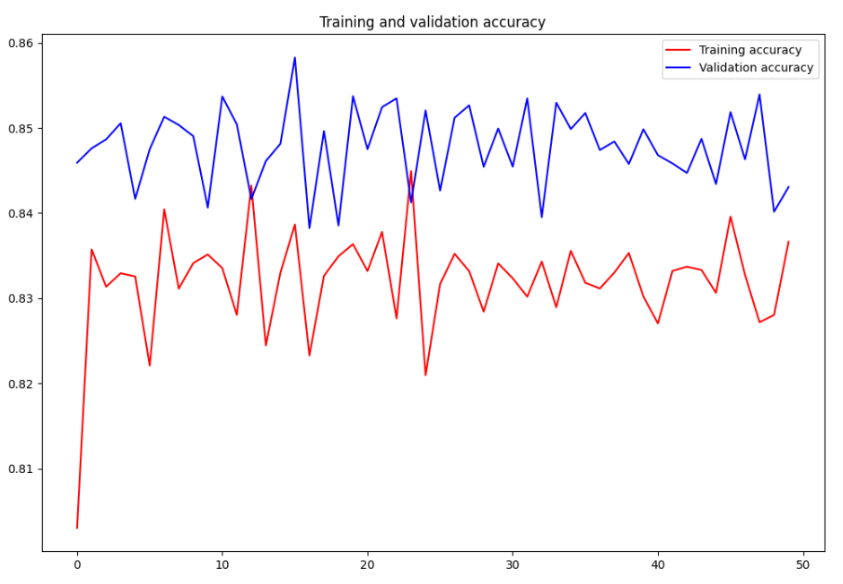 Training and validation accuracy
Training accuracy
Validation accuracy
0.86
0.85
0.84
0.83
0.82
0.81
0 10 20 30 40 50